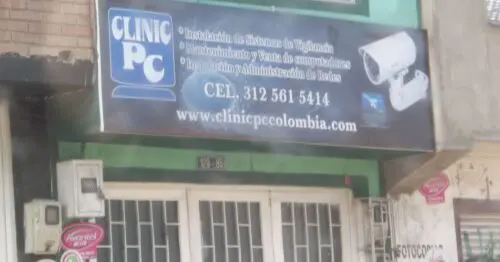 CLINIC
PC
* Instalación de Sistemas de Vigilancia
* Mantenimiento y Venta de computadores
* Instalación y Administración de Redes
CEL. 312 561 5414
www.clinicpccolombia.com